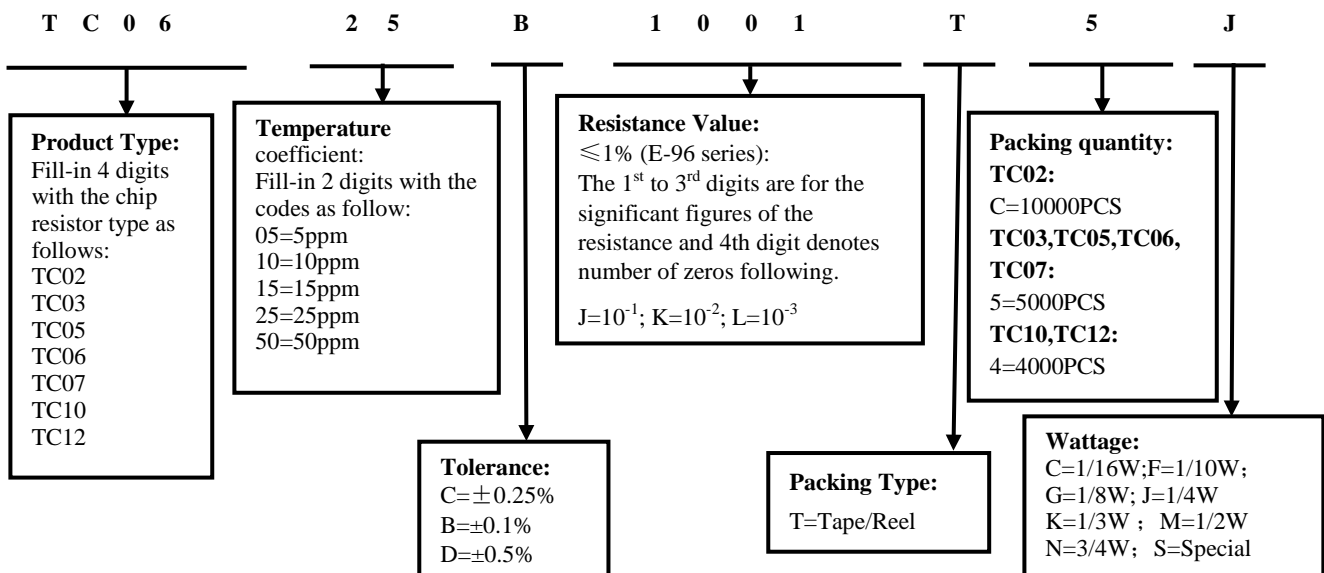 T C 0 6 2 5 B 1 0 0 1 T 5 J
Product Type:
Fill-in 4 digits
with the chip
resistor type as
follows:
TC02
TC03
TC05
TC06
TC07
TC10
TC12
Temperature
coefficient:
Fill-in 2 digits with the
codes as follow:
05=5ppm
10=10ppm
15=15ppm
25=25ppm
50=50ppm
Tolerance:
C=±0.25%
B=±0.1%
D=±0.5%
Resistance Value:
≦1% (E-96 series):
The 1st to 3rd digits are for the
significant figures of the
resistance and 4th digit denotes
number of zeros following.
J=10-1; K=10-2; L=10-3
Packing Type:
T=Tape/Reel
Packing quantity:
TC02:
C=10000PCS
TC03,TC05,TC06,
TC07:
5=5000PCS
TC10,TC12:
4=4000PCS
Wattage:
C=1/16W;F=1/10W;
G=1/8W; J=1/4W
K=1/3W ; M=1/2W
N=3/4W; S=Special